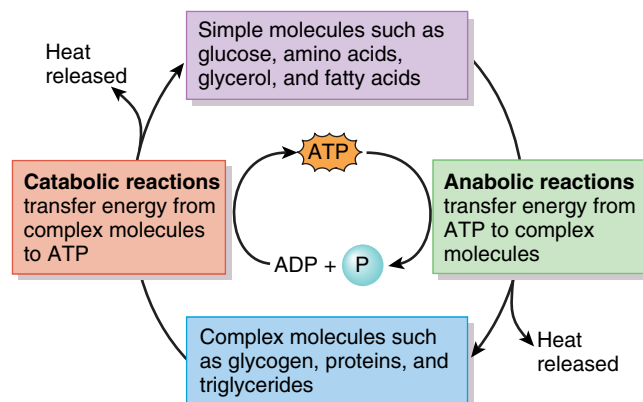 Simple molecules such as
glucose, amino acids,
glycerol, and fatty acids
Heat
released
ATP
Catabolic reactions
transfer energy from
complex molecules
to ATP
Anabolic reactions
transfer energy from
ATP to complex
molecules
ADP + P
Complex molecules such
as glycogen, proteins, and
triglycerides
Heat
released